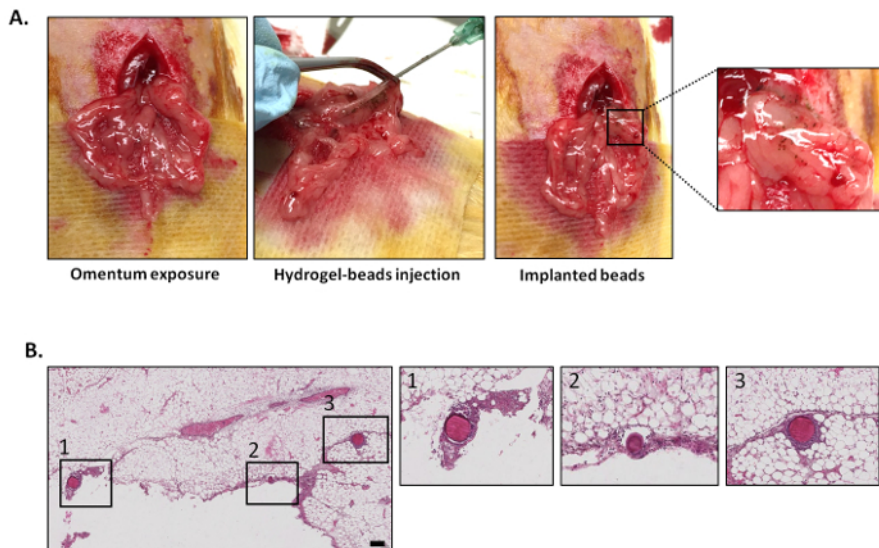 A.
Omentum exposure
Hydrogel-beads injection
Implanted beads
B.
1
2
3
1
2
3